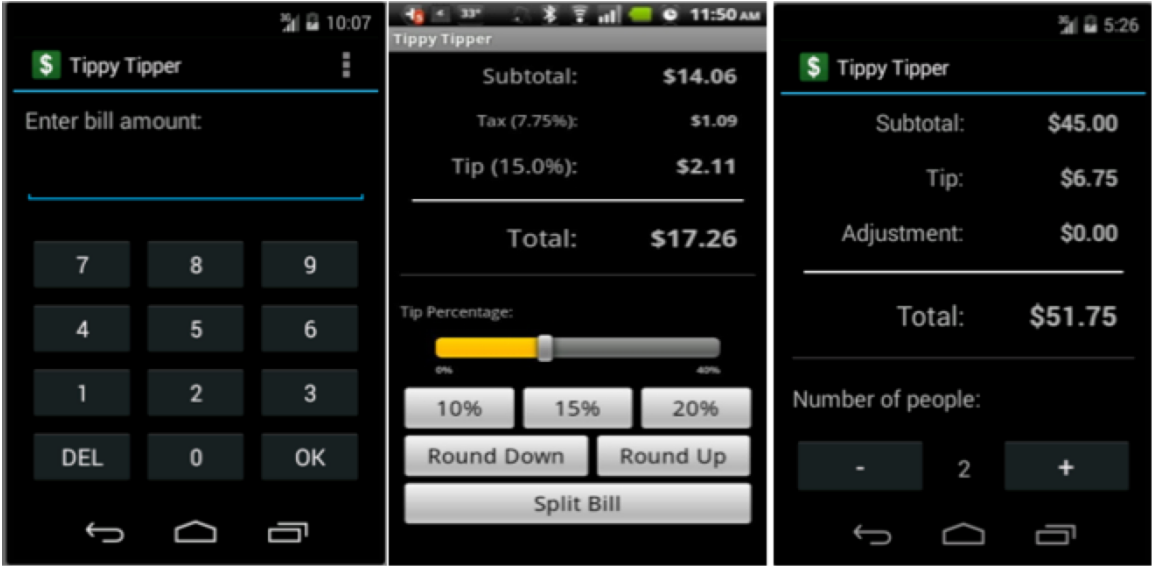 3G 10:07
$ Tippy Tipper
Enter bill amount:
7 8 9
4 5 6
1 2 3
DEL 0 OK
33° 11:50 AM
Tippy Tipper
Subtotal: $14.06
Tax (7.75%): $1.09
Tip (15.0%): $2.11
Total: $17.26
Tip Percentage:
0% 40%
10% 15% 20%
Round Down Round Up
Split Bill
3G 5:26
$ Tippy Tipper
Subtotal: $45.00
Tip: $6.75
Adjustment: $0.00
Total: $51.75
Number of people:
- 2 +